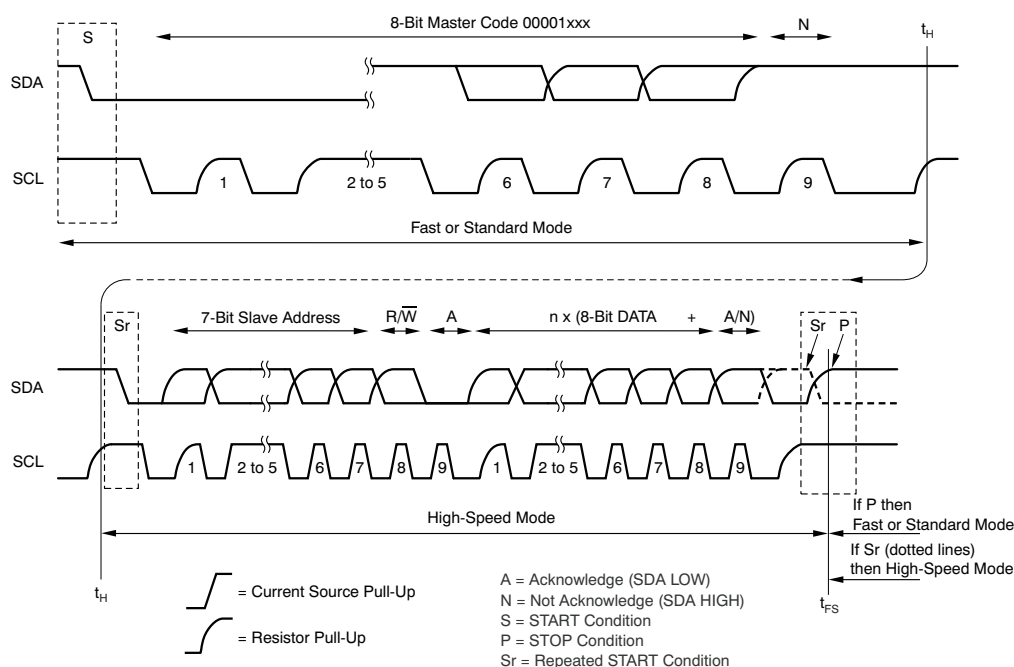 8-Bit Master Code 00001xxx
S
N
tH
SDA
SCL
1
2 to 5
6
7
8
9
Fast or Standard Mode
Sr
7-Bit Slave Address
R/W̅
A
n x (8-Bit DATA + A/N)
Sr
P
SDA
SCL
1
2 to 5
6
7
8
9
1
2 to 5
6
7
8
9
High-Speed Mode
If P then
Fast or Standard Mode
If Sr (dotted lines)
then High-Speed Mode
tH
tFS
= Current Source Pull-Up
= Resistor Pull-Up
A = Acknowledge (SDA LOW)
N = Not Acknowledge (SDA HIGH)
S = START Condition
P = STOP Condition
Sr = Repeated START Condition